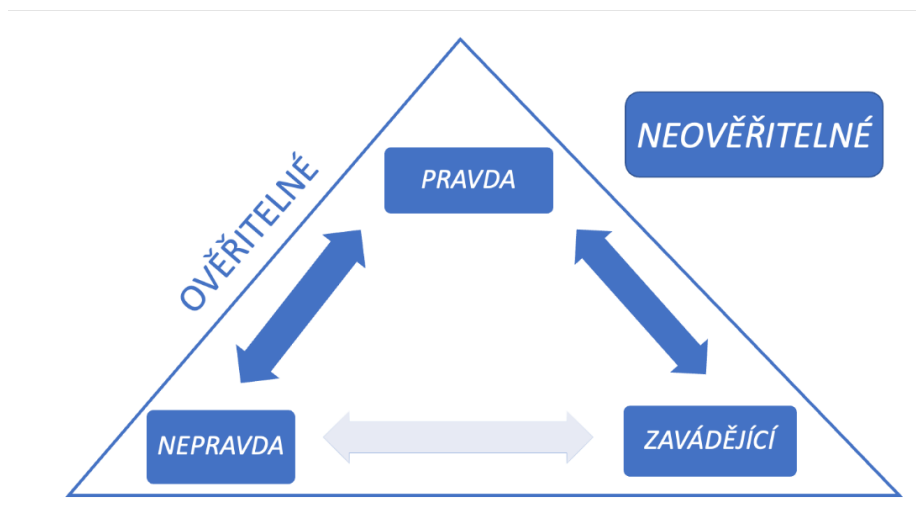 NEOVĚŘITELNÉ
PRAVDA
OVĚŘITELNÉ
NEPRAVDA
ZAVÁDĚJÍCÍ